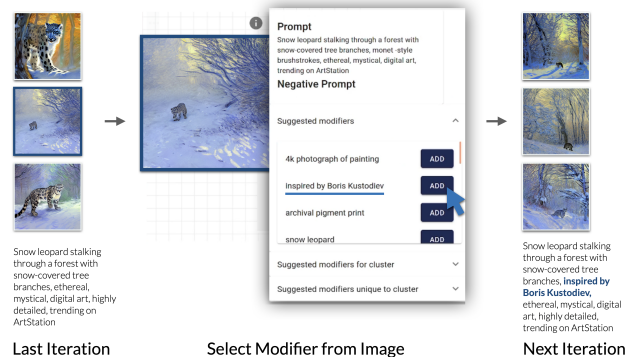 Prompt
Snow leopard stalking through a forest with
snow-covered tree branches, monet -style
brushstrokes, ethereal, mystical, digital art,
trending on ArtStation
Negative Prompt
Suggested modifiers
4k photograph of painting
ADD
inspired by Boris Kustodiev
ADD
archival pigment print
ADD
snow leopard
ADD
Suggested modifiers for cluster
Suggested modifiers unique to cluster
Snow leopard stalking
through a forest with
snow-covered tree
branches, ethereal,
mystical, digital art, highly
detailed, trending on
ArtStation
Snow leopard stalking
through a forest with
snow-covered tree
branches, inspired by
Boris Kustodiev,
ethereal, mystical, digital
art, highly detailed,
trending on ArtStation
Last Iteration
Select Modifier from Image
Next Iteration